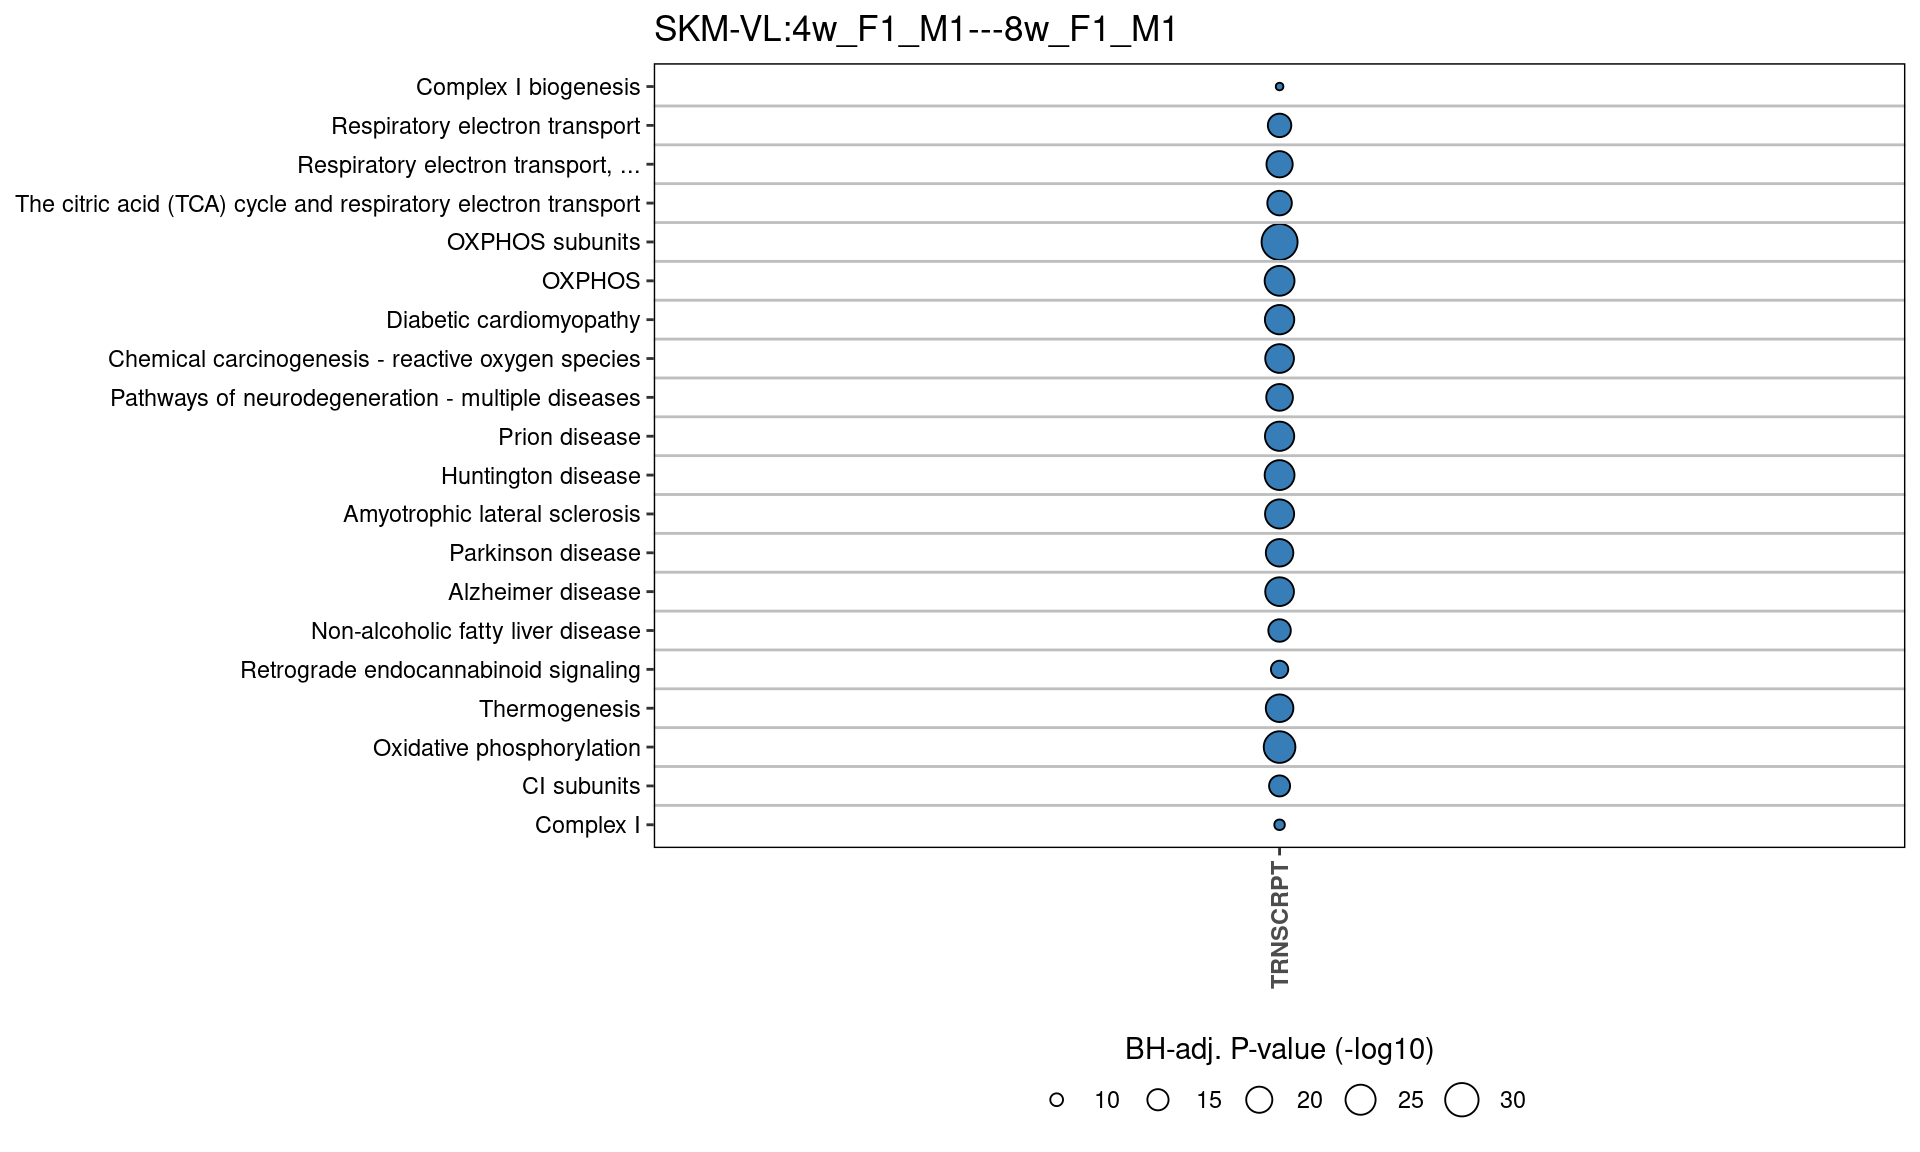 SKM-VL:4w_F1_M1---8w_F1_M1
Complex I biogenesis
Respiratory electron transport
Respiratory electron transport, ...
The citric acid (TCA) cycle and respiratory electron transport
OXPHOS subunits
OXPHOS
Diabetic cardiomyopathy
Chemical carcinogenesis - reactive oxygen species
Pathways of neurodegeneration - multiple diseases
Prion disease
Huntington disease
Amyotrophic lateral sclerosis
Parkinson disease
Alzheimer disease
Non-alcoholic fatty liver disease
Retrograde endocannabinoid signaling
Thermogenesis
Oxidative phosphorylation
CI subunits
Complex I
TRNSCRPT
BH-adj. P-value (-log10)
10 15 20 25 30